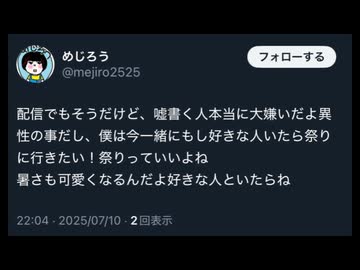 めじろう
フォローする
@mejiro2525
配信でもそうだけど、嘘書く人本当に大嫌いだよ異
性の事だし、僕は今一緒にもし好きな人いたら祭り
に行きたい！祭りっていいよね
暑さも可愛くなるんだよ好きな人といたらね
22:04 · 2025/07/10 · 2回表示